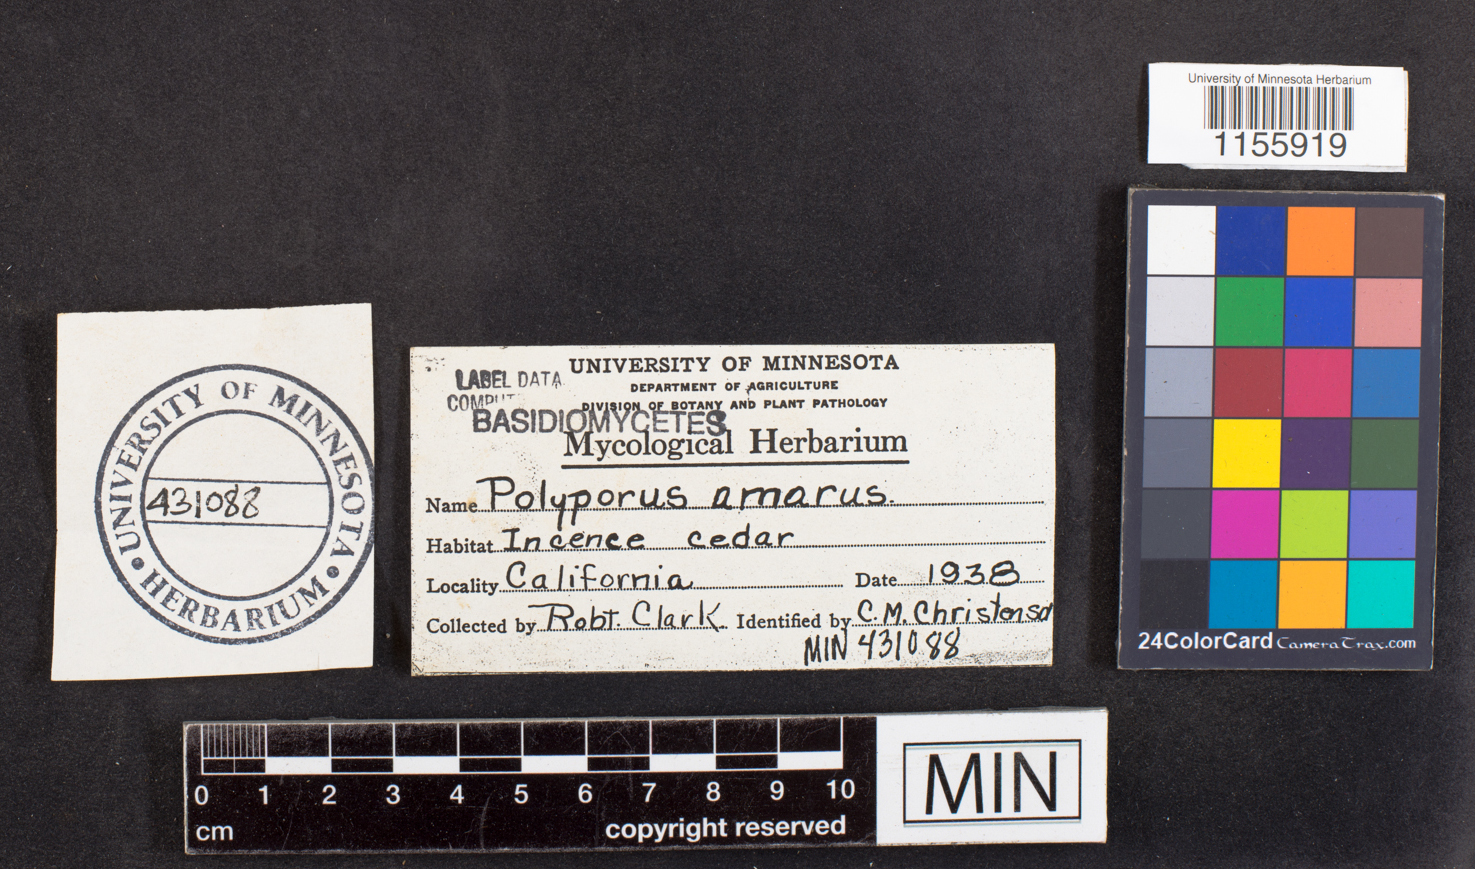 University of Minnesota Herbarium
1155919
UNIVERSITY OF MINNESOTA
• HERBARIUM •
431088
UNIVERSITY OF MINNESOTA
DEPARTMENT OF AGRICULTURE
DIVISION OF BOTANY AND PLANT PATHOLOGY
LABEL DATA
BASIDIOMYCETES
Mycological Herbarium
Name Polyporus amarus.
Habitat Incence cedar
Locality California Date 1938
Collected by Robt. Clark Identified by C.M. Christensen
MIN 431088
24ColorCard CameraTrax.com
0 1 2 3 4 5 6 7 8 9 10
cm copyright reserved
MIN